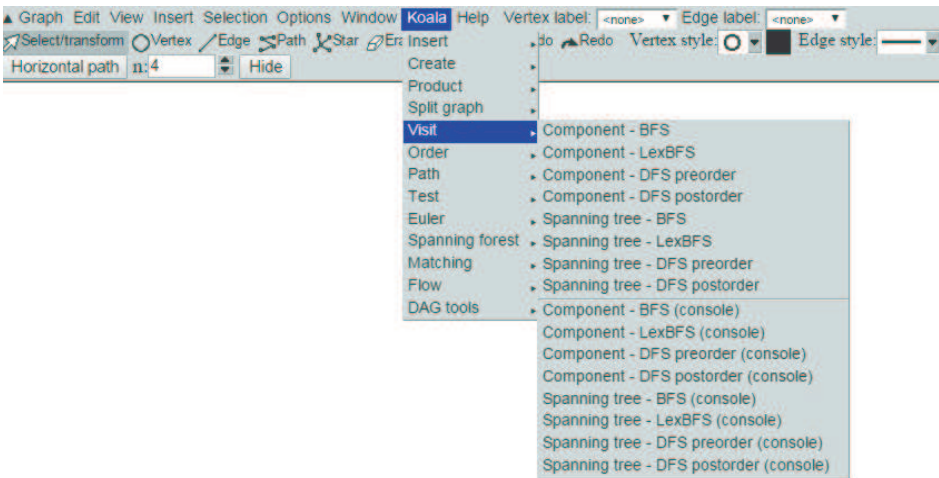 ▲ Graph Edit View Insert Selection Options Window Koala Help Vertex label: <none> ▼ Edge label: <none> ▼
Select/transform Vertex Edge Path Star do Redo Vertex style: Edge style:
Horizontal path n: 4 Hide
Insert
Create
Product
Split graph
Visit
Order
Path
Test
Euler
Spanning forest
Matching
Flow
DAG tools
Component - BFS
Component - LexBFS
Component - DFS preorder
Component - DFS postorder
Spanning tree - BFS
Spanning tree - LexBFS
Spanning tree - DFS preorder
Spanning tree - DFS postorder
Component - BFS (console)
Component - LexBFS (console)
Component - DFS preorder (console)
Component - DFS postorder (console)
Spanning tree - BFS (console)
Spanning tree - LexBFS (console)
Spanning tree - DFS preorder (console)
Spanning tree - DFS postorder (console)